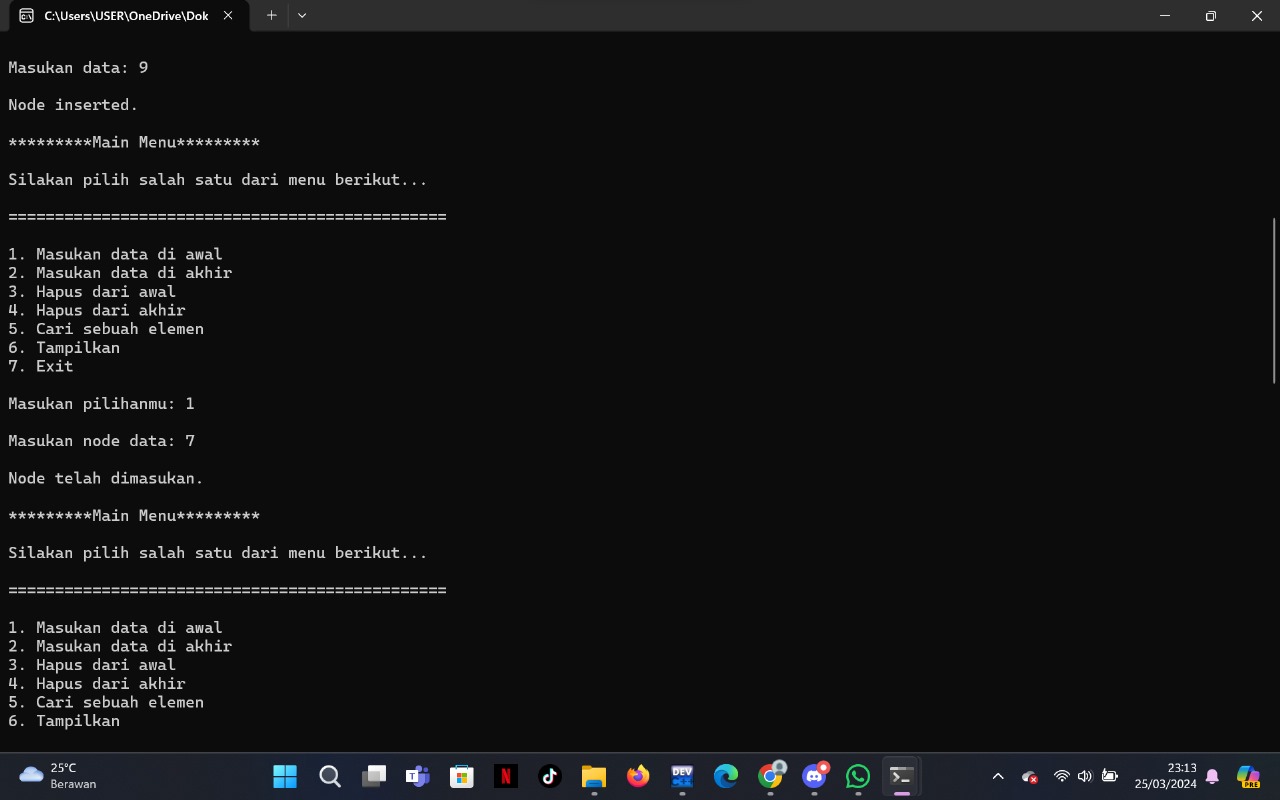 C:\Users\USER\OneDrive\Dok
Masukan data: 9
Node inserted.
*********Main Menu*********
Silakan pilih salah satu dari menu berikut...
===============================================
1. Masukan data di awal
2. Masukan data di akhir
3. Hapus dari awal
4. Hapus dari akhir
5. Cari sebuah elemen
6. Tampilkan
7. Exit
Masukan pilihanmu: 1
Masukan node data: 7
Node telah dimasukan.
*********Main Menu*********
Silakan pilih salah satu dari menu berikut...
===============================================
1. Masukan data di awal
2. Masukan data di akhir
3. Hapus dari awal
4. Hapus dari akhir
5. Cari sebuah elemen
6. Tampilkan
25°C
Berawan
DEV
PRE
23:13
25/03/2024